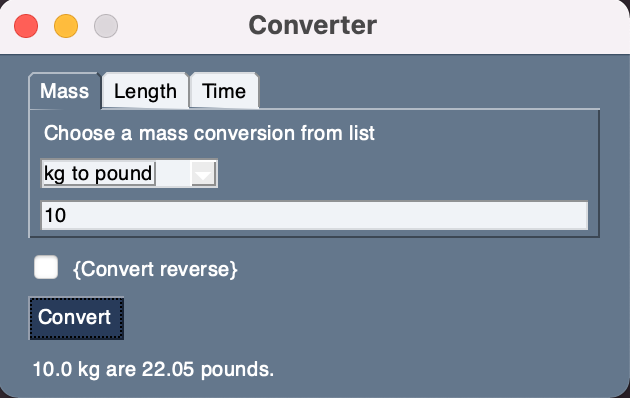 Converter
Mass Length Time
Choose a mass conversion from list
kg to pound
10
{Convert reverse}
Convert
10.0 kg are 22.05 pounds.